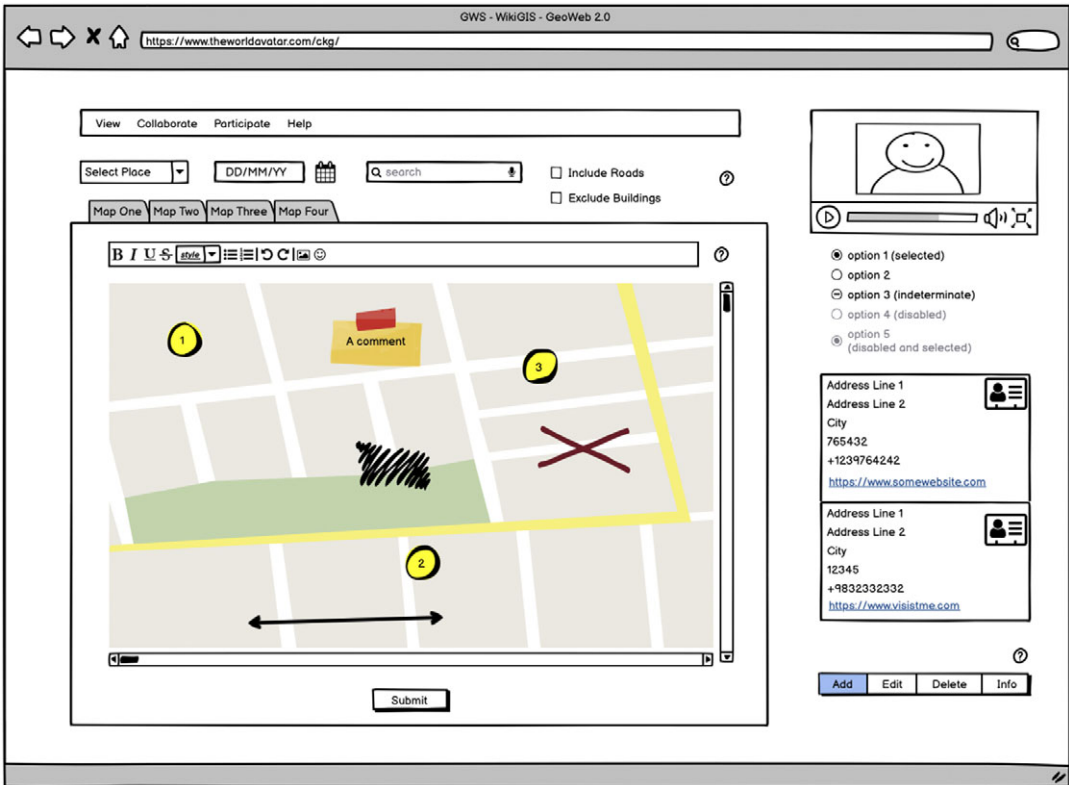 GWS - WikiGIS - GeoWeb 2.0
https://www.theworldavatar.com/ckg/
View Collaborate Participate Help
Select Place DD/MM/YY search
Include Roads
Exclude Buildings
Map One Map Two Map Three Map Four
B I U S style
1
A comment
3
2
Submit
option 1 (selected)
option 2
option 3 (indeterminate)
option 4 (disabled)
option 5
(disabled and selected)
Address Line 1
Address Line 2
City
765432
+1239764242
https://www.somewebsite.com
Address Line 1
Address Line 2
City
12345
+9832332332
https://www.visistme.com
Add Edit Delete Info